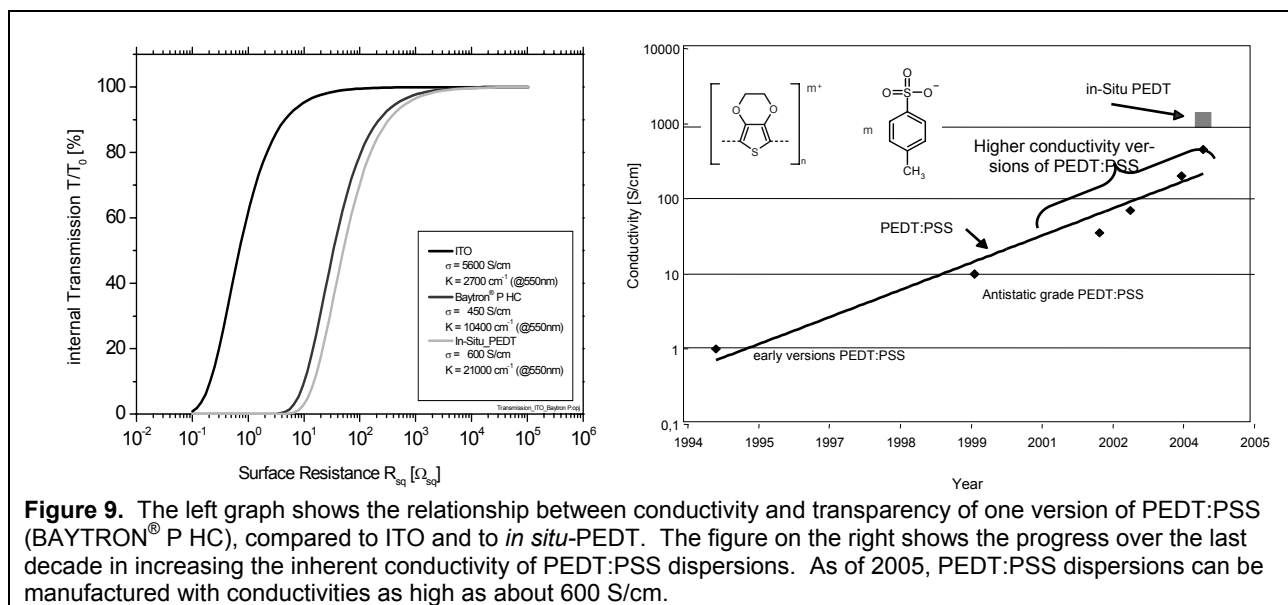 internal Transmission T/T0 [%]
100
80
60
40
20
0
10-2
10-1
100
101
102
103
104
105
106
Surface Resistance Rsq [Ωsq]
ITO
σ = 5600 S/cm
K = 2700 cm-1 (@550nm)
Baytron® P HC
σ = 450 S/cm
K = 10400 cm-1 (@550nm)
In-Situ_PEDT
σ = 600 S/cm
K = 21000 cm-1 (@550nm)
Transmission_ITO_Baytron P.opj
Conductivity [S/cm]
10000
1000
100
10
1
0,1
1994
1995
1997
1998
1999
2001
2002
2004
2005
Year
m+
O
O
S
n
m
O
O
S
O−
CH3
in-Situ PEDT
Higher conductivity ver-
sions of PEDT:PSS
PEDT:PSS
Antistatic grade PEDT:PSS
early versions PEDT:PSS
Figure 9. The left graph shows the relationship between conductivity and transparency of one version of PEDT:PSS
(BAYTRON® P HC), compared to ITO and to in situ-PEDT. The figure on the right shows the progress over the last
decade in increasing the inherent conductivity of PEDT:PSS dispersions. As of 2005, PEDT:PSS dispersions can be
manufactured with conductivities as high as about 600 S/cm.